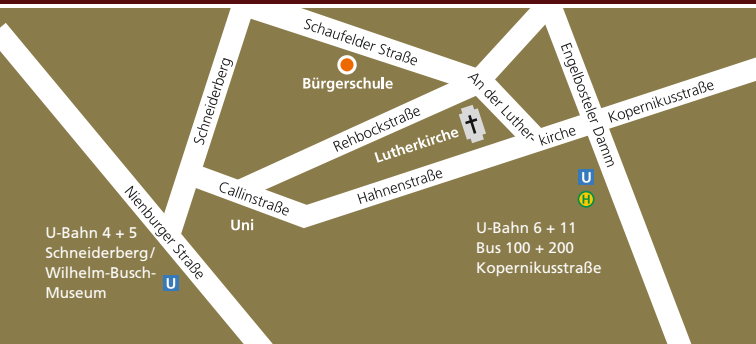 Schaufelder Straße
Bürgerschule
Schneiderberg
An der Luther-
kirche
Engelbosteler Damm
Kopernikusstraße
Rehbockstraße
Lutherkirche
Hahnenstraße
Callinstraße
Uni
Nienburger Straße
U-Bahn 4 + 5
Schneiderberg/
Wilhelm-Busch-
Museum
U
U
H
U-Bahn 6 + 11
Bus 100 + 200
Kopernikusstraße